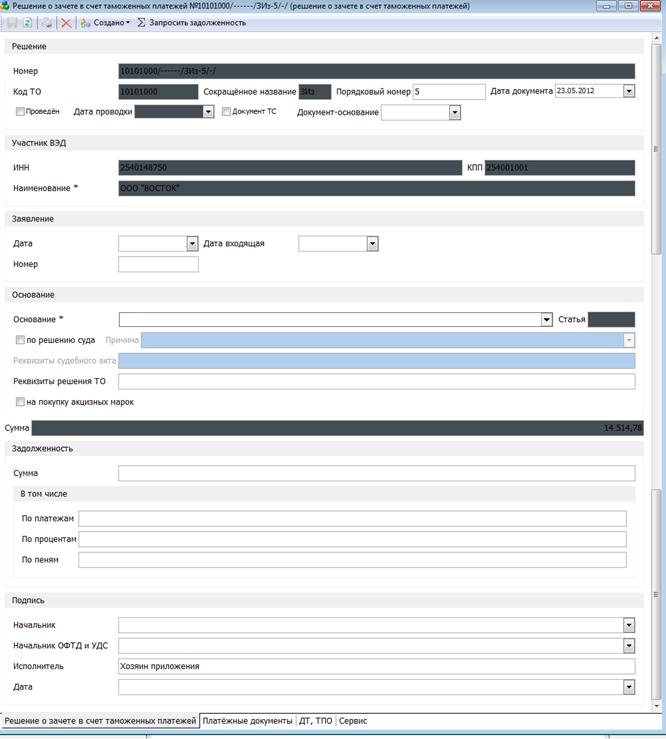 Решение о зачете в счет таможенных платежей №10101000/------/ЗИз-5/-/ (решение о зачете в счет таможенных платежей)
Создано Σ Запросить задолженность
Решение
Номер 10101000/------/ЗИз-5/-/
Код ТО 10101000 Сокращённое название ЗИз Порядковый номер 5 Дата документа 23.05.2012
Проведён Дата проводки Документ ТС Документ-основание
Участник ВЭД
ИНН 2540148750 КПП 254001001
Наименование * ООО "ВОСТОК"
Заявление
Дата Дата входящая
Номер
Основание
Основание * Статья
по решению суда Причина
Реквизиты судебного акта
Реквизиты решения ТО
на покупку акцизных марок
Сумма 14 514,78
Задолженность
Сумма
В том числе
По платежам
По процентам
По пеням
Подпись
Начальник
Начальник ОФТД и УДС
Исполнитель Хозяин приложения
Дата
Решение о зачете в счет таможенных платежей Платёжные документы ДТ, ТПО Сервис